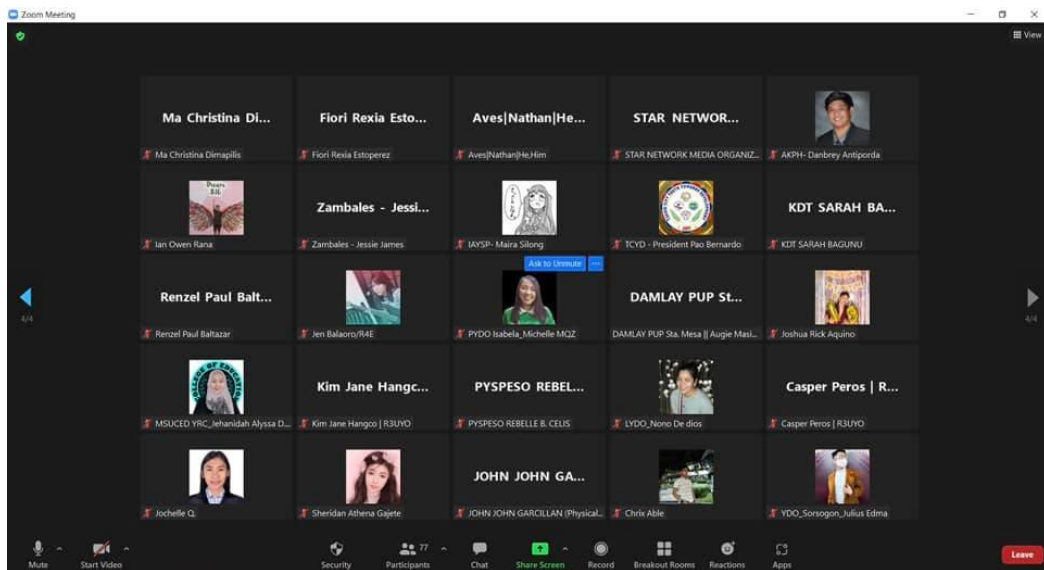 Zoom Meeting
View
Ma Christina Di...
Ma Christina Dimapilis
Fiori Rexia Esto...
Fiori Rexia Estoperez
Aves|Nathan|He...
Aves|Nathan|He,Him
STAR NETWOR...
STAR NETWORK MEDIA ORGANIZ...
AKPH- Danbrey Antiporda
Ian Owen Rana
Zambales - Jessi...
Zambales - Jessie James
IAYSP- Maira Silong
TCYD - President Pao Bernardo
KDT SARAH BA...
KDT SARAH BAGUNU
Ask to Unmute ...
4/4
4/4
Renzel Paul Balt...
Renzel Paul Baltazar
Jen Balaoro/R4E
PYDO Isabela_Michelle MQZ
DAMLAY PUP St...
DAMLAY PUP Sta. Mesa || Augie Masi...
Joshua Rick Aquino
COLLEGE OF EDUCATION
MSUCED YRC_Jehanidah Alyssa D...
Kim Jane Hangc...
Kim Jane Hangco | R3UYO
PYSPESO REBEL...
PYSPESO REBELLE B. CELIS
LYDO_Nono De dios
Casper Peros | R...
Casper Peros | R3UYO
Jochelle Q.
Sheridan Athena Gajete
JOHN JOHN GA...
JOHN JOHN GARCILLAN (Physical...
Chrix Able
YDO_Sorsogon_Julius Edma
Mute
Start Video
Security
77
Participants
Chat
Share Screen
Record
Breakout Rooms
Reactions
Apps
Leave